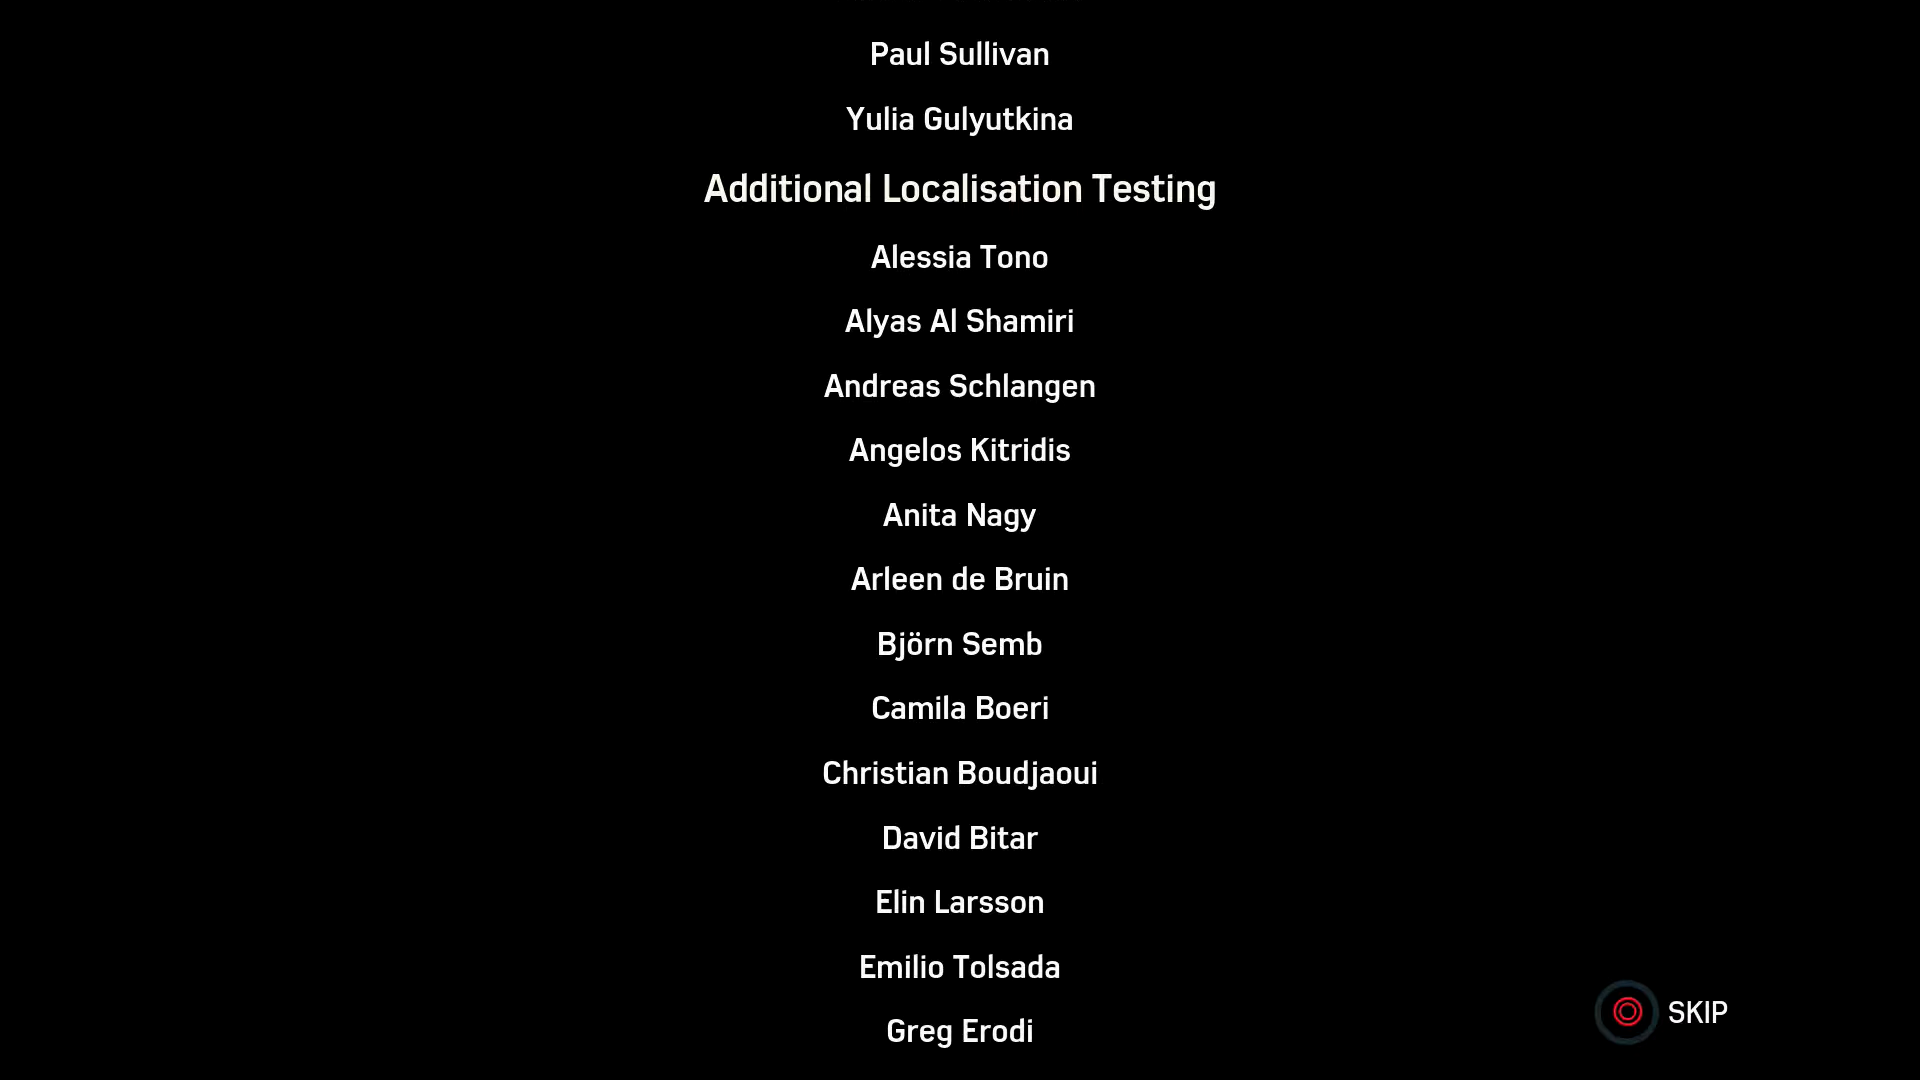 Paul Sullivan
Yulia Gulyutkina
Additional Localisation Testing
Alessia Tono
Alyas Al Shamiri
Andreas Schlangen
Angelos Kitridis
Anita Nagy
Arleen de Bruin
Björn Semb
Camila Boeri
Christian Boudjaoui
David Bitar
Elin Larsson
Emilio Tolsada
Greg Erodi
SKIP